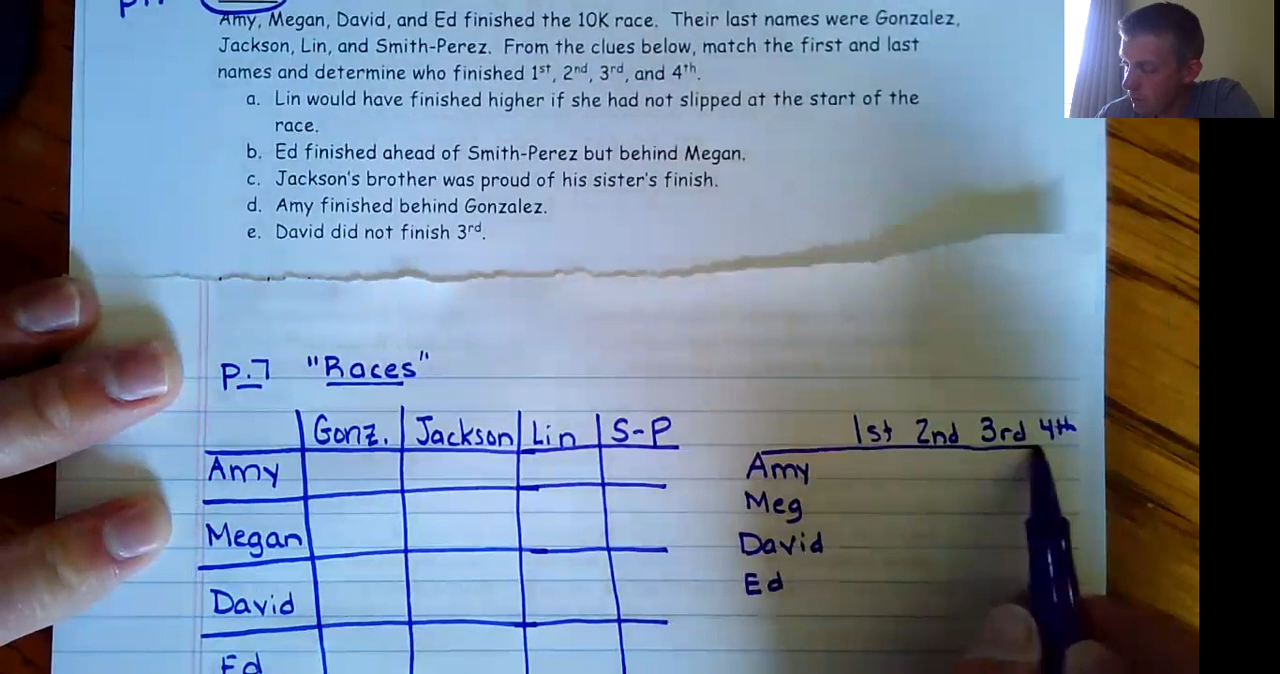 Amy, Megan, David, and Ed finished the 10K race. Their last names were Gonzalez,
Jackson, Lin, and Smith-Perez. From the clues below, match the first and last
names and determine who finished 1st, 2nd, 3rd, and 4th.
a. Lin would have finished higher if she had not slipped at the start of the
race.
b. Ed finished ahead of Smith-Perez but behind Megan.
c. Jackson's brother was proud of his sister's finish.
d. Amy finished behind Gonzalez.
e. David did not finish 3rd.
p.7 "Races"
Gonz. Jackson Lin S-P
Amy
Megan
David
Ed
1st 2nd 3rd 4th
Amy
Meg
David
Ed